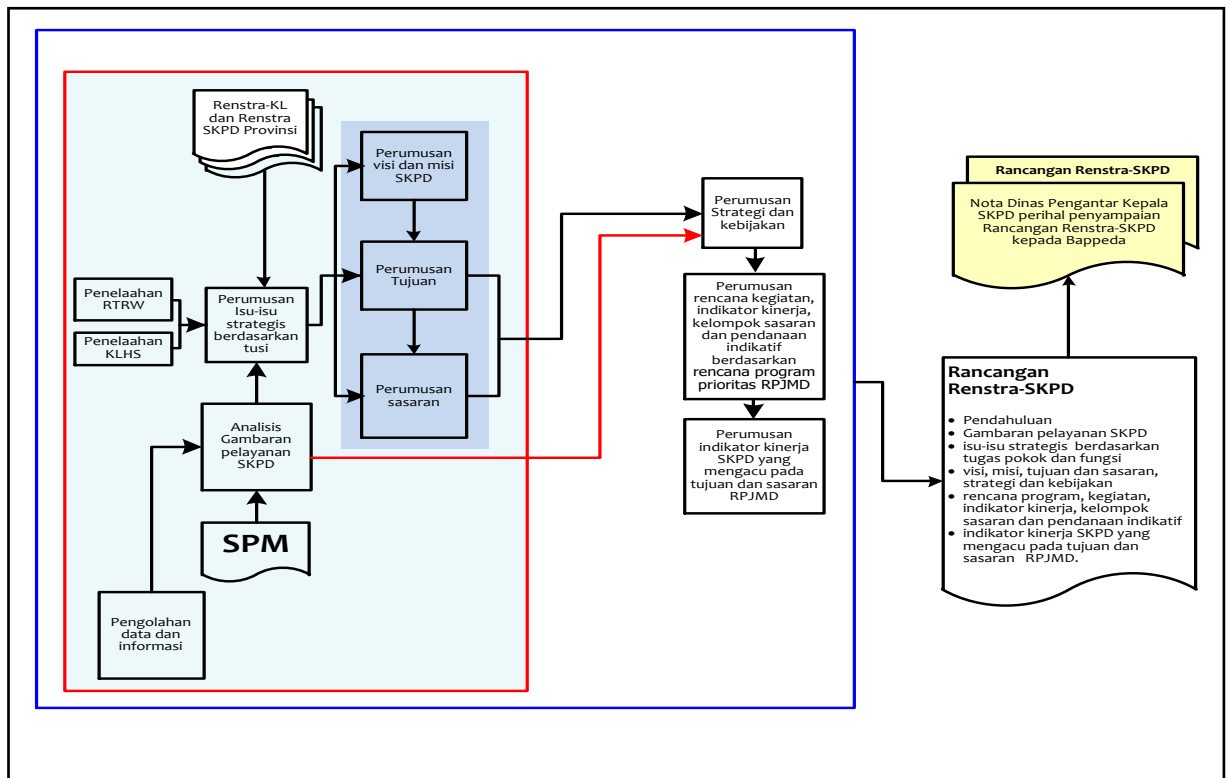 Renstra-KL
dan Renstra
SKPD Provinsi
Perumusan
visi dan misi
SKPD
Perumusan
Tujuan
Perumusan
sasaran
Penelaahan
RTRW
Penelaahan
KLHS
Perumusan
Isu-isu
strategis
berdasarkan
tusi
Analisis
Gambaran
pelayanan
SKPD
SPM
Pengolahan
data dan
informasi
Perumusan
Strategi dan
kebijakan
Perumusan
rencana kegiatan,
indikator kinerja,
kelompok sasaran
dan pendanaan
indikatif
berdasarkan
rencana program
prioritas RPJMD
Perumusan
indikator kinerja
SKPD yang
mengacu pada
tujuan dan sasaran
RPJMD
Rancangan Renstra-SKPD
Nota Dinas Pengantar Kepala
SKPD perihal penyampaian
Rancangan Renstra-SKPD
kepada Bappeda
Rancangan
Renstra-SKPD
• Pendahuluan
• Gambaran pelayanan SKPD
• isu-isu strategis berdasarkan
tugas pokok dan fungsi
• visi, misi, tujuan dan sasaran,
strategi dan kebijakan
• rencana program, kegiatan,
indikator kinerja, kelompok
sasaran dan pendanaan indikatif
• indikator kinerja SKPD yang
mengacu pada tujuan dan
sasaran RPJMD.